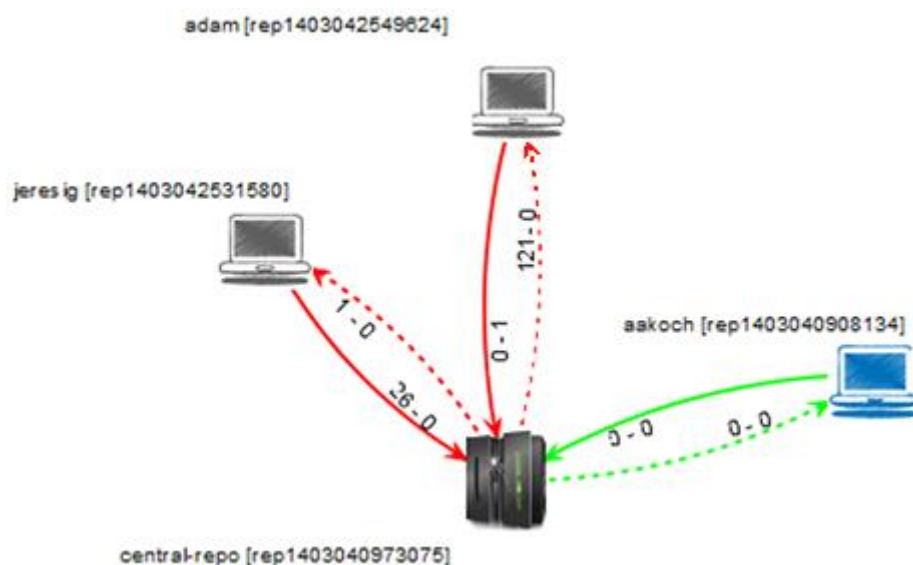 adam [rep1403042549624]
jeresig [rep1403042531580]
121 - 0
1 - 0
0 - 1
aakoch [rep1403040908134]
26 - 0
0 - 0
0 - 0
central-repo [rep1403040973075]